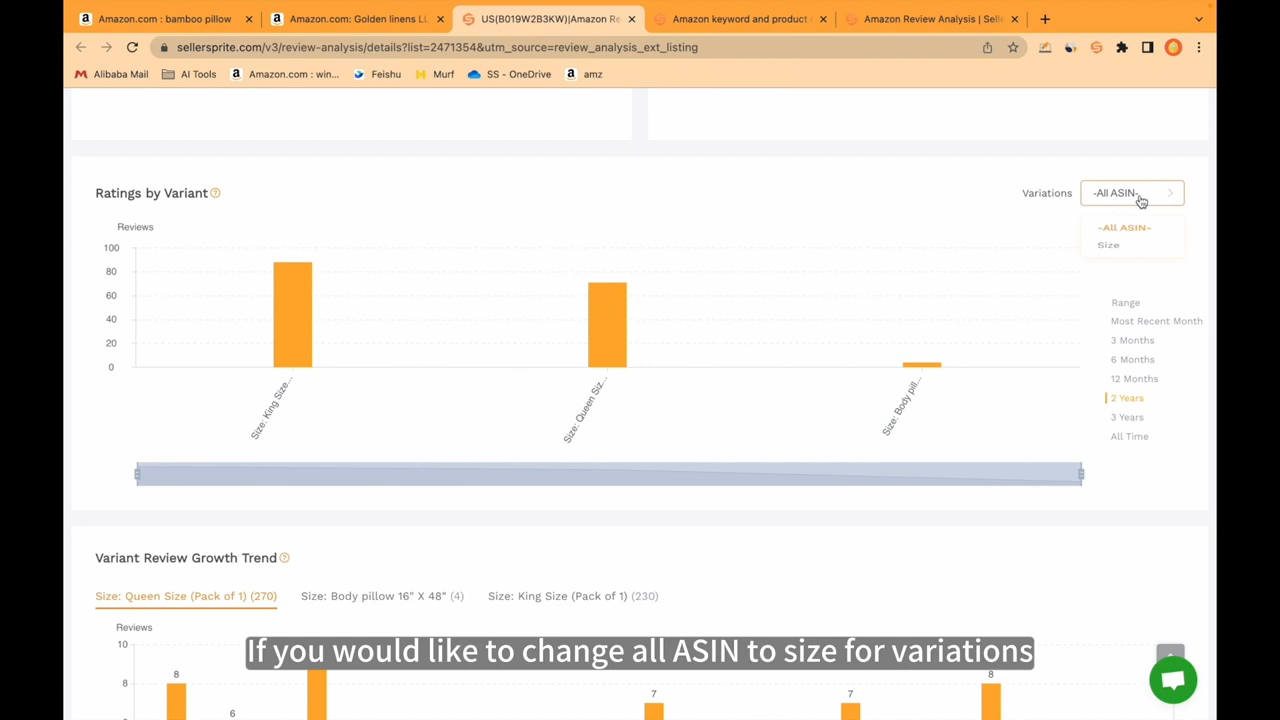 Amazon.com : bamboo pillow
Amazon.com: Golden linens LL
US(B019W2B3KW)|Amazon Re
Amazon keyword and product
Amazon Review Analysis | Selle
sellersprite.com/v3/review-analysis/details?list=2471354&utm_source=review_analysis_ext_listing
Alibaba Mail
AI Tools
Amazon.com : win...
Feishu
Murf
SS - OneDrive
amz
Ratings by Variant
Variations
-All ASIN-
-All ASIN-
Size
Reviews
100
80
60
40
20
0
Size: King Size...
Size: Queen Siz...
Size: Body pill...
Range
Most Recent Month
3 Months
6 Months
12 Months
2 Years
3 Years
All Time
Variant Review Growth Trend
Size: Queen Size (Pack of 1) (270)
Size: Body pillow 16" X 48" (4)
Size: King Size (Pack of 1) (230)
Reviews
10
8
8
6
7
7
8
If you would like to change all ASIN to size for variations